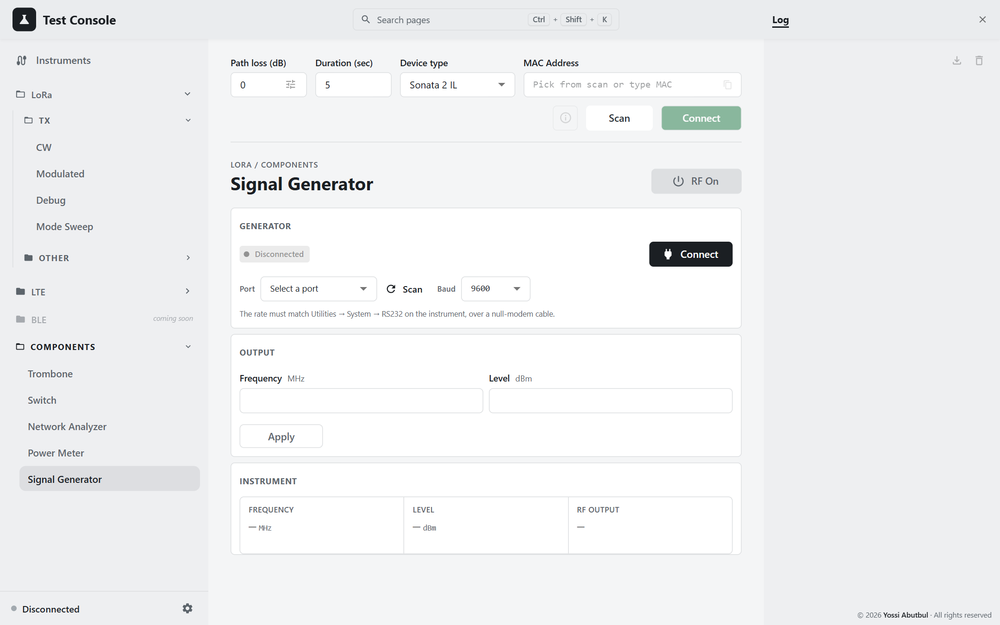 Test Console
Search pages
Ctrl + Shift + K
Log
Instruments
LoRa
TX
CW
Modulated
Debug
Mode Sweep
OTHER
LTE
BLE
coming soon
COMPONENTS
Trombone
Switch
Network Analyzer
Power Meter
Signal Generator
Disconnected
Path loss (dB)
0
Duration (sec)
5
Device type
Sonata 2 IL
MAC Address
Pick from scan or type MAC
Scan
Connect
LORA / COMPONENTS
Signal Generator
RF On
GENERATOR
Disconnected
Connect
Port
Select a port
Scan
Baud
9600
The rate must match Utilities → System → RS232 on the instrument, over a null-modem cable.
OUTPUT
Frequency MHz
Level dBm
Apply
INSTRUMENT
FREQUENCY
— MHz
LEVEL
— dBm
RF OUTPUT
—
© 2026 Yossi Abutbul · All rights reserved